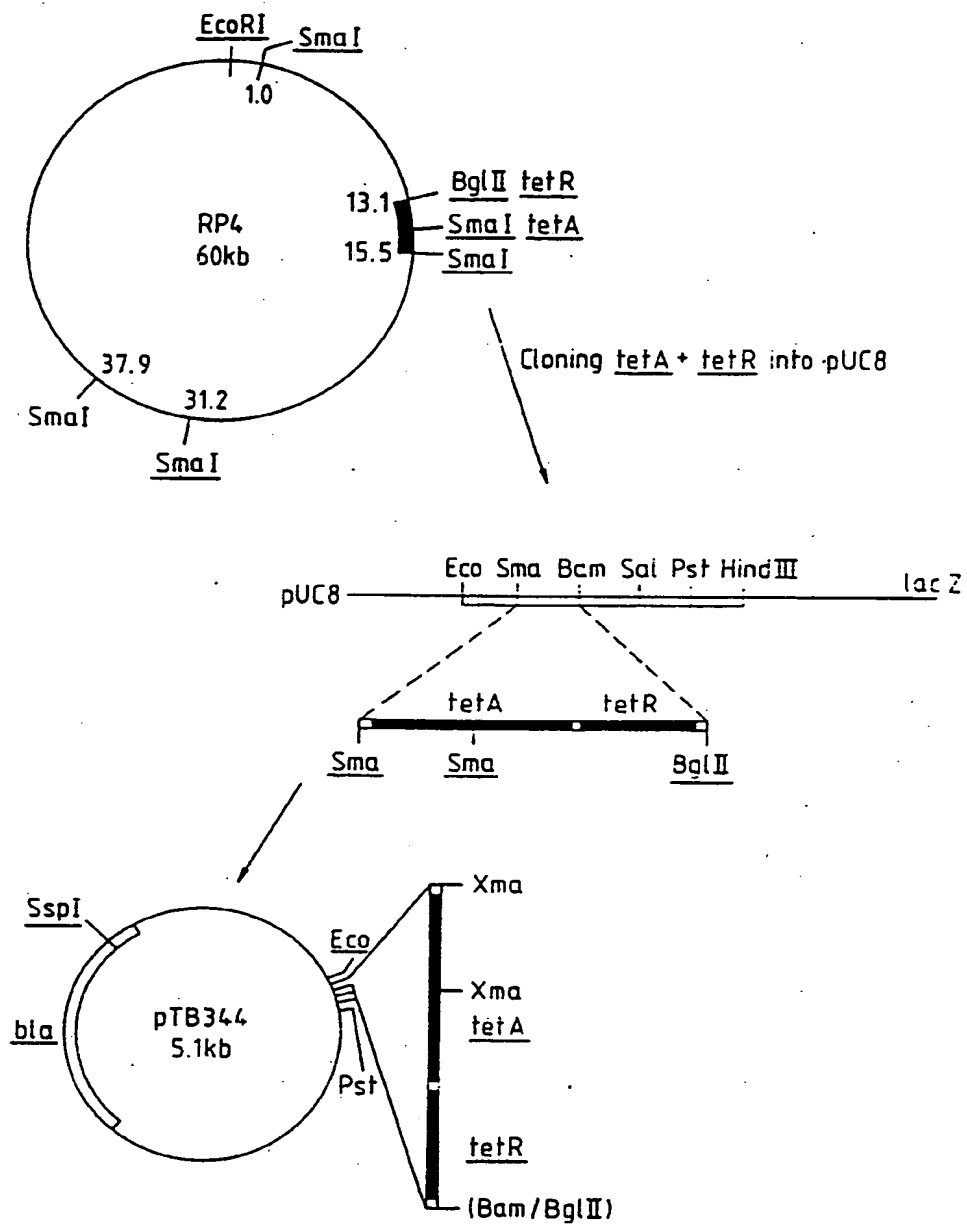 EcoRI
SmaI
1.0
13.1
BglII tetR
SmaI tetA
15.5
SmaI
RP4
60kb
37.9
SmaI
31.2
SmaI
Cloning tetA + tetR into pUC8
Eco Sma Bam Sal Pst HindIII
pUC8
lac Z
tetA tetR
Sma Sma BglII
SspI
Eco
Xma
Xma
tetA
bla
pTB344
5.1kb
Pst
tetR
(Bam/BglII)